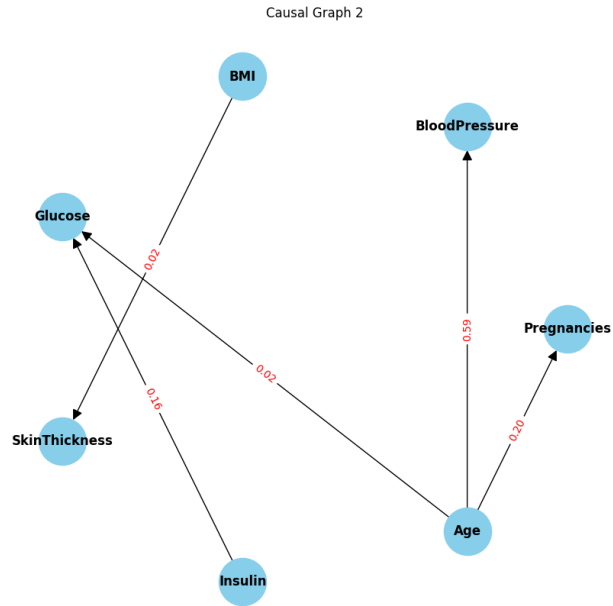 Causal Graph 2
BMI
BloodPressure
Glucose
0.02
0.59
Pregnancies
0.02
0.16
0.20
SkinThickness
Age
Insulin